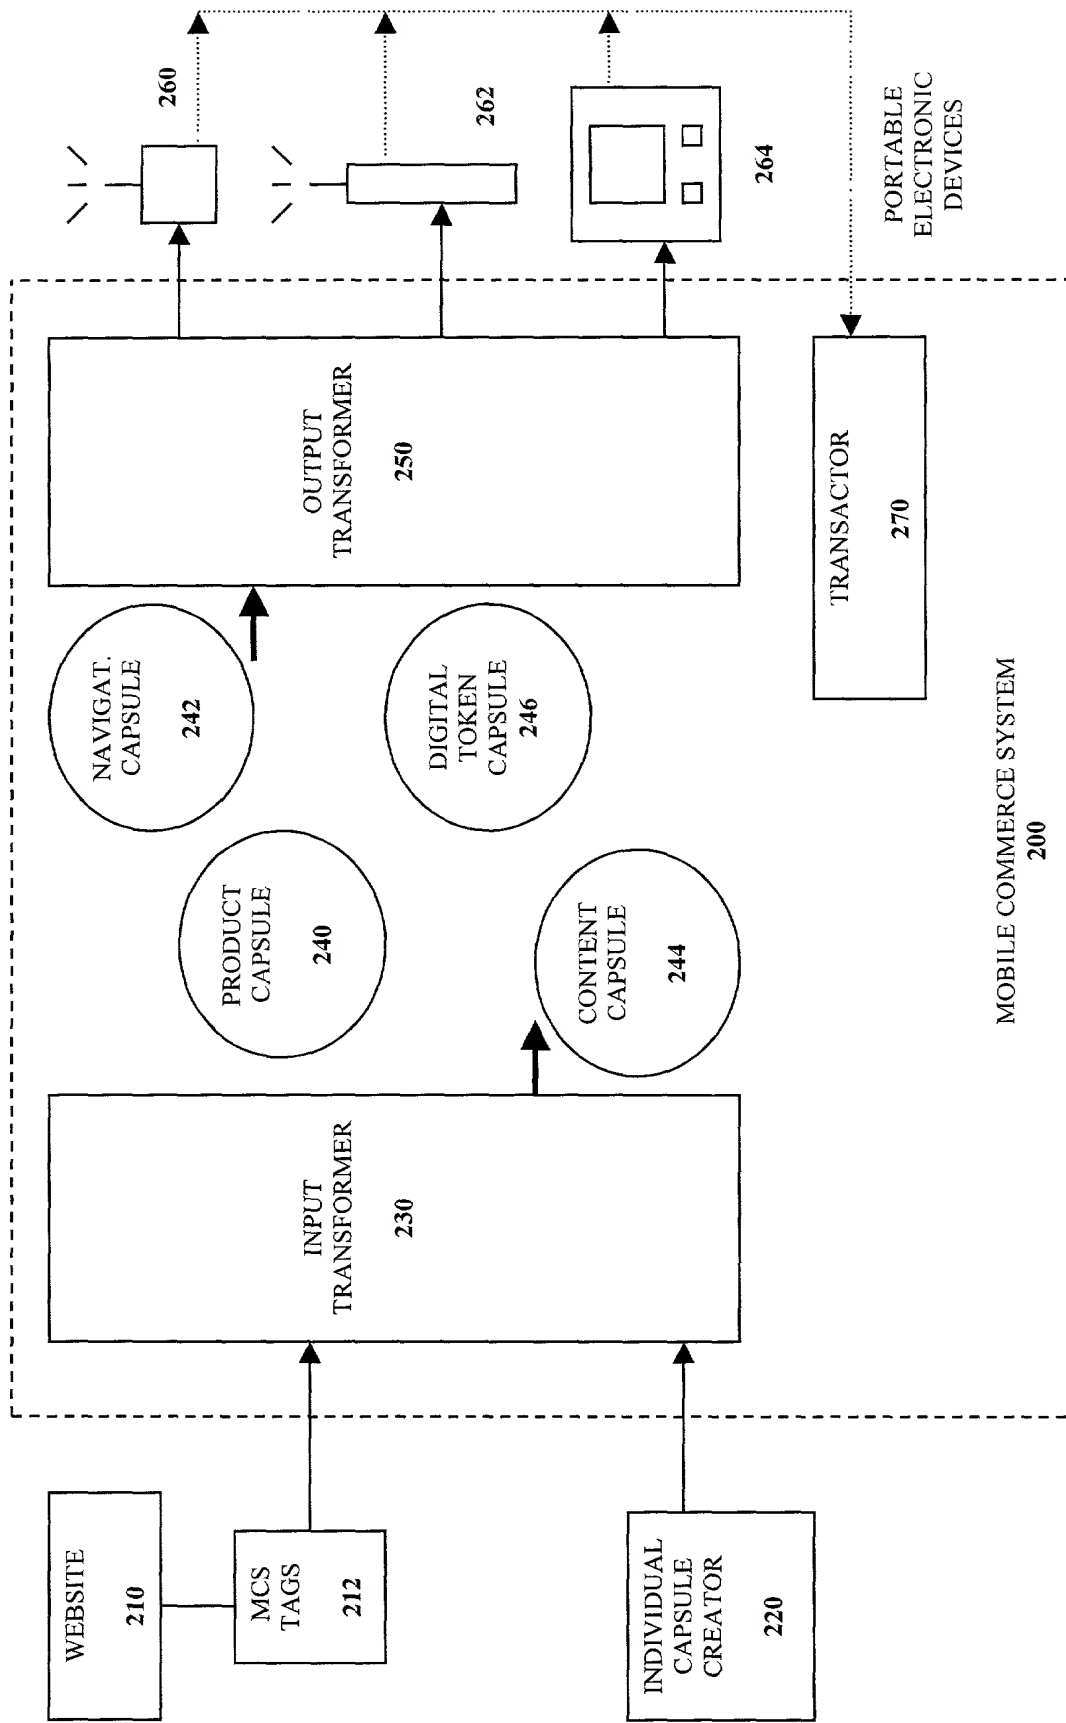 WEBSITE
210
MCS
TAGS
212
INDIVIDUAL
CAPSULE
CREATOR
220
INPUT
TRANSFORMER
230
PRODUCT
CAPSULE
240
CONTENT
CAPSULE
244
NAVIGAT.
CAPSULE
242
DIGITAL
TOKEN
CAPSULE
246
OUTPUT
TRANSFORMER
250
TRANSACTOR
270
MOBILE COMMERCE SYSTEM
200
260
262
264
PORTABLE
ELECTRONIC
DEVICES